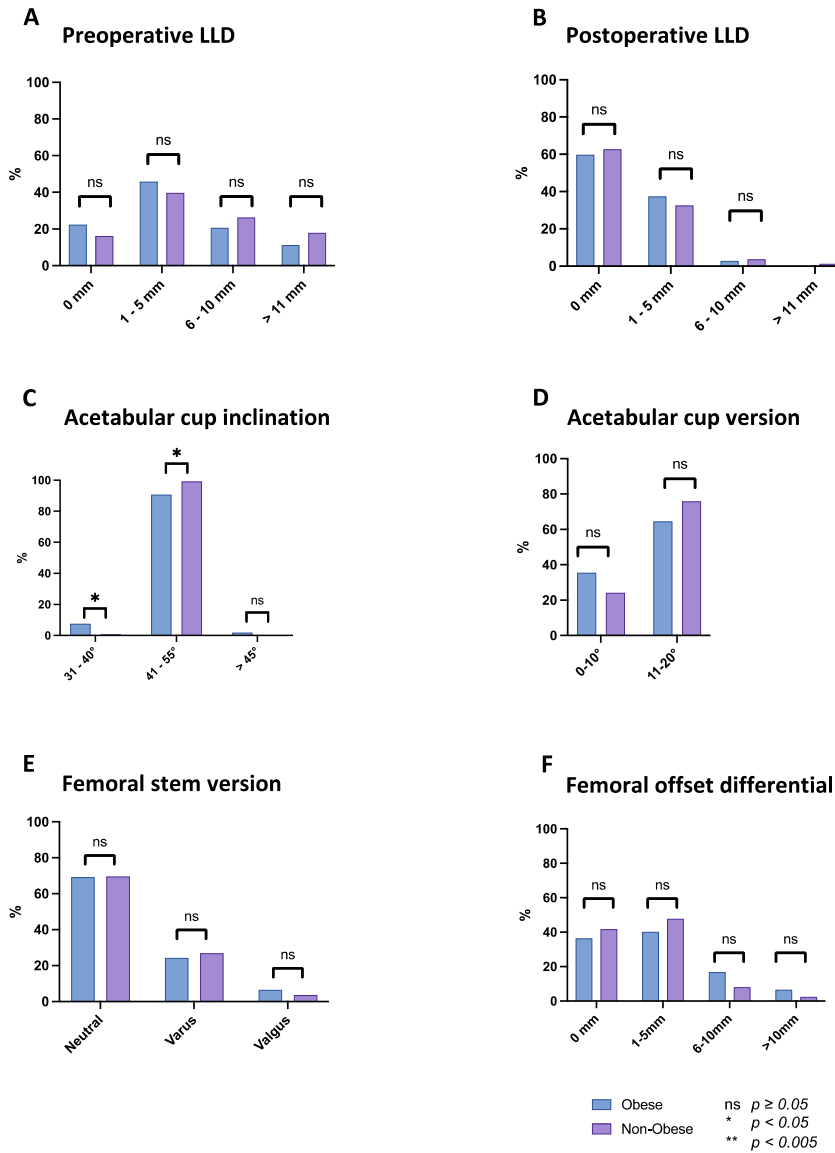 A
Preoperative LLD
%
100
80
60
40
20
0
ns
ns
ns
ns
0 mm
1 - 5 mm
6 - 10 mm
> 11 mm
B
Postoperative LLD
%
100
80
60
40
20
0
ns
ns
ns
0 mm
1 - 5 mm
6 - 10 mm
> 11 mm
C
Acetabular cup inclination
%
100
80
60
40
20
0
*
*
ns
31 - 40°
41 - 55°
> 45°
D
Acetabular cup version
%
100
80
60
40
20
0
ns
ns
0-10°
11-20°
E
Femoral stem version
%
100
80
60
40
20
0
ns
ns
ns
Neutral
Varus
Valgus
F
Femoral offset differential
%
100
80
60
40
20
0
ns
ns
ns
ns
0 mm
1-5mm
6-10mm
>10mm
Obese
Non-Obese
ns p ≥ 0.05
* p < 0.05
** p < 0.005